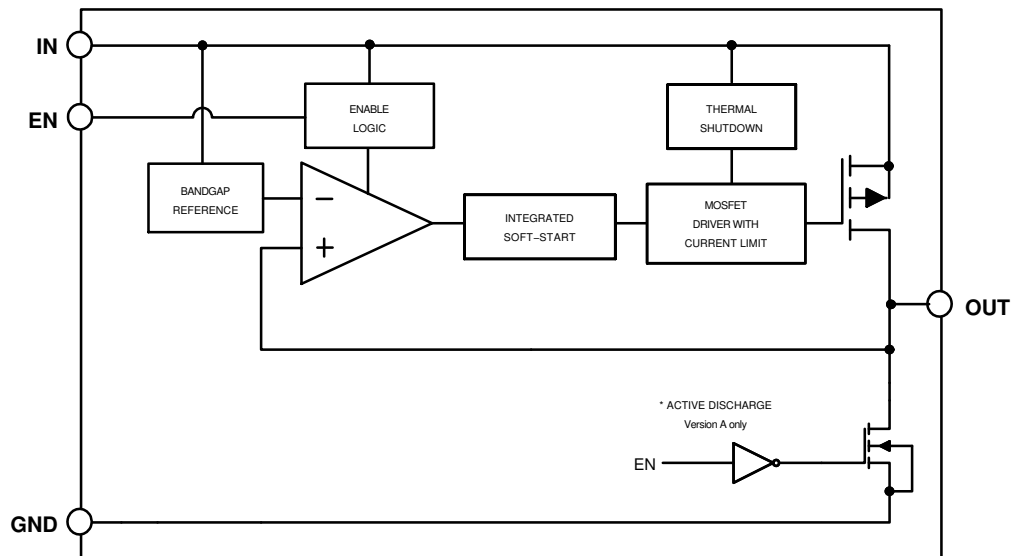 IN
EN
ENABLE
LOGIC
THERMAL
SHUTDOWN
BANDGAP
REFERENCE
−
+
INTEGRATED
SOFT−START
MOSFET
DRIVER WITH
CURRENT LIMIT
OUT
* ACTIVE DISCHARGE
Version A only
EN
GND